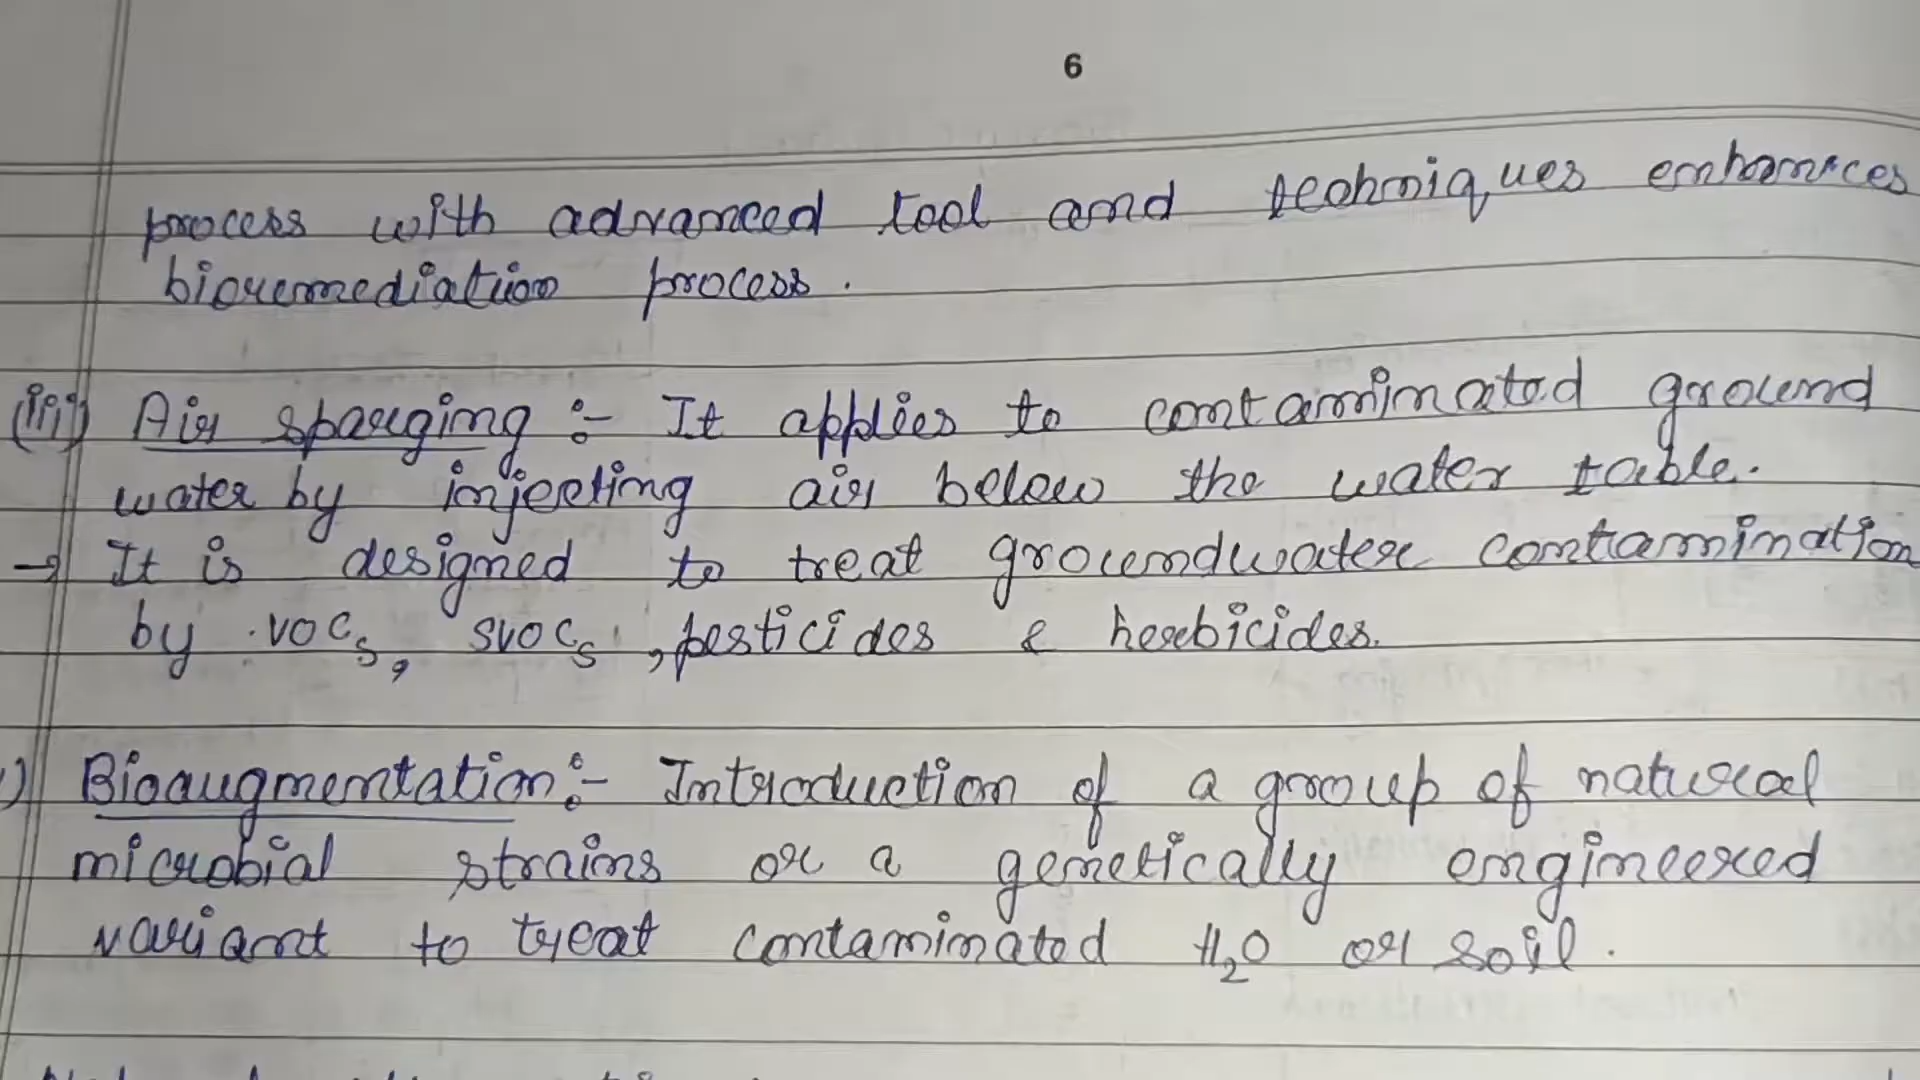 6
process with advanced tool and techniques enhances
bioremediation process.
(iii) Air sparging :- It applies to contaminated ground
water by injecting air below the water table.
→ It is designed to treat groundwater contamination
by VOCs, SVOCs, pesticides & herbicides.
) Bioaugmentation :- Introduction of a group of natural
microbial strains or a genetically engineered
variant to treat contaminated H₂O or soil.